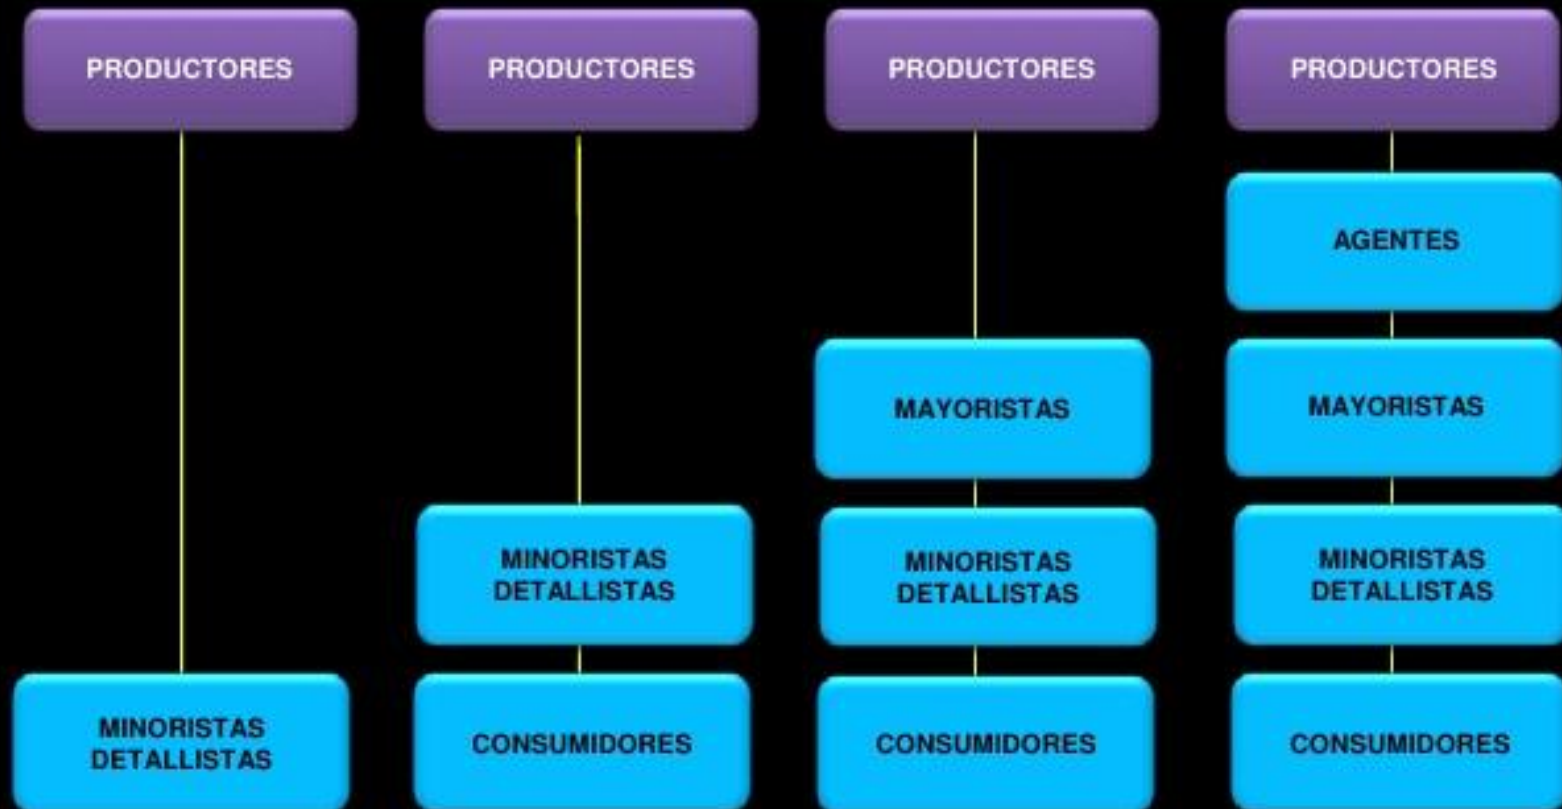 PRODUCTORES
PRODUCTORES
PRODUCTORES
PRODUCTORES
AGENTES
MAYORISTAS
MAYORISTAS
MINORISTAS
DETALLISTAS
MINORISTAS
DETALLISTAS
MINORISTAS
DETALLISTAS
MINORISTAS
DETALLISTAS
CONSUMIDORES
CONSUMIDORES
CONSUMIDORES